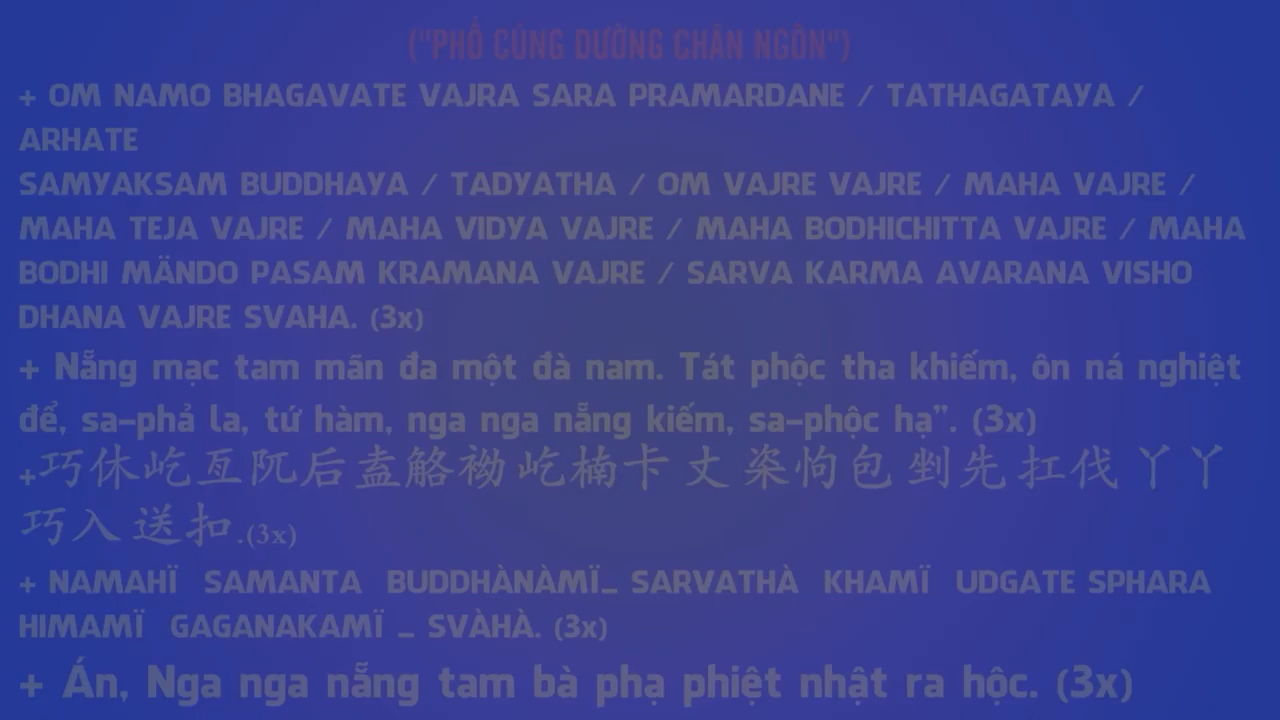 ("PHỔ CÚNG DƯỜNG CHÂN NGÔN")
+ OM NAMO BHAGAVATE VAJRA SARA PRAMARDANE / TATHAGATAYA /
ARHATE
SAMYAKSAM BUDDHAYA / TADYATHA / OM VAJRE VAJRE / MAHA VAJRE /
MAHA TEJA VAJRE / MAHA VIDYA VAJRE / MAHA BODHICHITTA VAJRE / MAHA
BODHI MÄNDO PASAM KRAMANA VAJRE / SARVA KARMA AVARANA VISHO
DHANA VAJRE SVAHA. (3x)
+ Nẵng mạc tam mãn đa một đà nam. Tát phộc tha khiếm, ôn ná nghiệt
để, sa-phả la, tứ hàm, nga nga nẵng kiếm, sa-phộc hạ”. (3x)
+巧休屹亙阬后盍觡袎屹楠卡丈栥怐包剉先扛伐丫丫
巧入送扣.(3x)
+ NAMAHÏ SAMANTA BUDDHÀNÀMÏ_ SARVATHÀ KHAMÏ UDGATE SPHARA
HIMAMÏ GAGANAKAMÏ _ SVÀHÀ. (3x)
+ Án, Nga nga nẵng tam bà phạ phiệt nhật ra hộc. (3x)